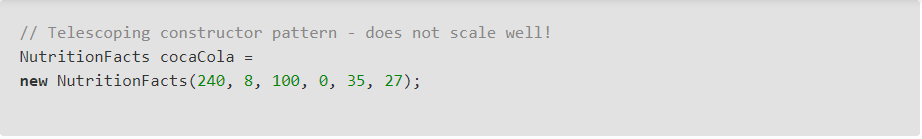 // Telescoping constructor pattern - does not scale well!
NutritionFacts cocaCola =
new NutritionFacts(240, 8, 100, 0, 35, 27);